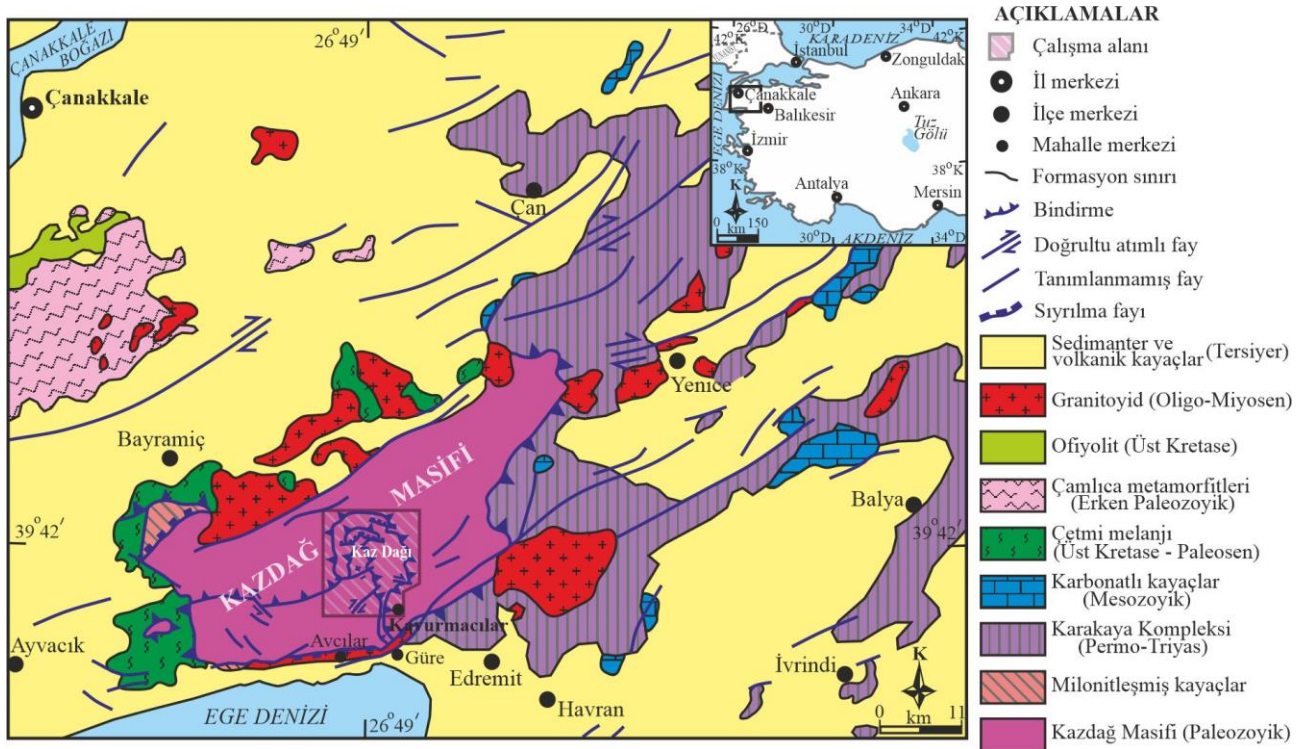 ÇANAKKALE
BOĞAZI
Çanakkale
26°49′
Çan
Bayramiç
Yenice
KAZDAĞ MASİFİ
Kaz Dağı
39°42′
39°42′
Balya
Kavurmacılar
Avcılar
Güre
Ayvacık
Edremit
İvrindi
Havran
EGE DENİZİ
26°49′
K
0 km 11
26°D
30°D
34°D
42°K
42°K
KARADENİZ
İstanbul
Zonguldak
Çanakkale
Balıkesir
Ankara
Tuz
Gölü
EGE DENİZİ
İzmir
38°K
38°K
Antalya
Mersin
K
0 150
km
30°D
AKDENİZ
34°D
AÇIKLAMALAR
Çalışma alanı
İl merkezi
İlçe merkezi
Mahalle merkezi
Formasyon sınırı
Bindirme
Doğrultu atımlı fay
Tanımlanmamış fay
Sıyrılma fayı
Sedimanter ve
volkanik kayaçlar (Tersiyer)
Granitoyid (Oligo-Miyosen)
Ofiyolit (Üst Kretase)
Çamlıca metamorfitleri
(Erken Paleozoyik)
Çetmi melanjı
(Üst Kretase - Paleosen)
Karbonatlı kayaçlar
(Mesozoyik)
Karakaya Kompleksi
(Permo-Triyas)
Milonitleşmiş kayaçlar
Kazdağ Masifi (Paleozoyik)